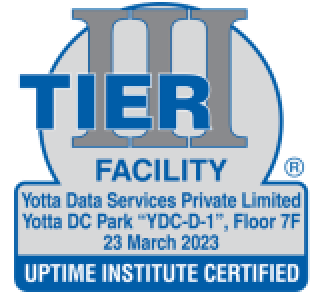 III
TIER
FACILITY
®
Yotta Data Services Private Limited
Yotta DC Park "YDC-D-1", Floor 7F
23 March 2023
UPTIME INSTITUTE CERTIFIED